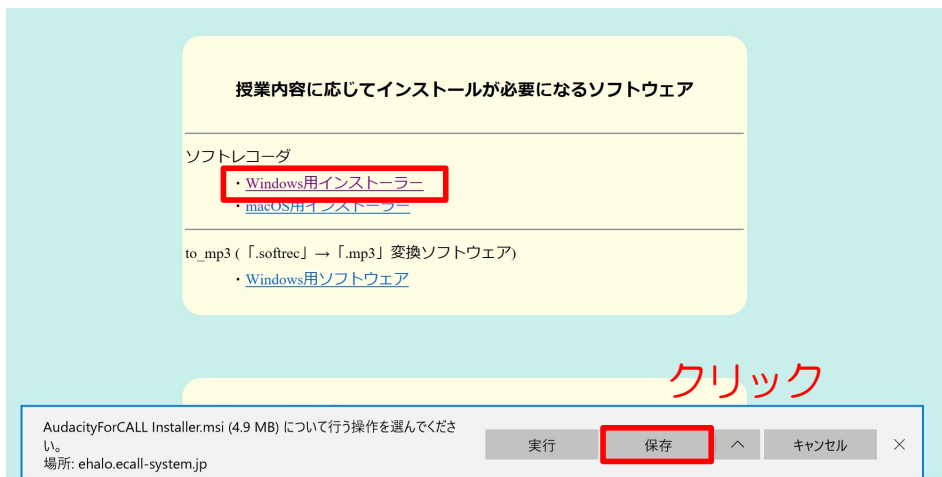 授業内容に応じてインストールが必要になるソフトウェア
ソフトレコーダ
・Windows用インストーラー
・macOS用インストーラー
to_mp3 (「.softrec」→「.mp3」変換ソフトウェア)
・Windows用ソフトウェア
クリック
AudacityForCALL Installer.msi (4.9 MB) について行う操作を選んでくださ
い。
場所: ehalo.ecall-system.jp
実行 保存 キャンセル